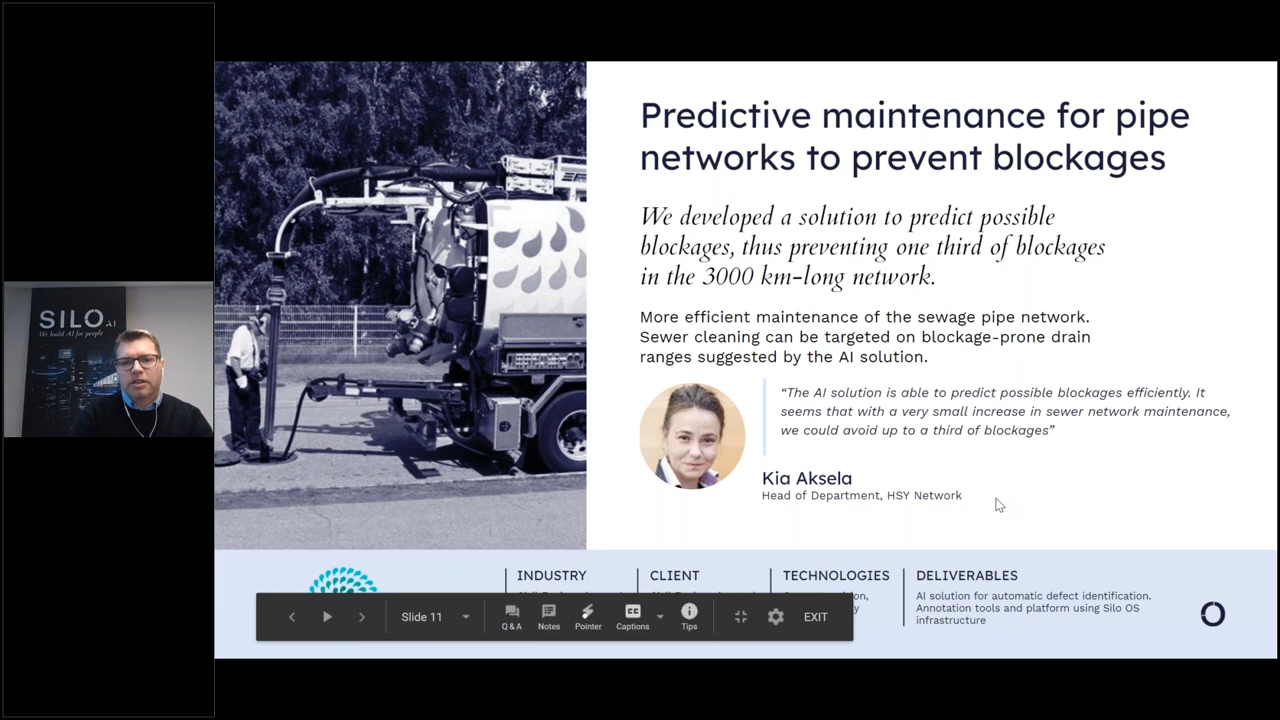 SILO AI
We build AI for people
Predictive maintenance for pipe
networks to prevent blockages
We developed a solution to predict possible
blockages, thus preventing one third of blockages
in the 3000 km-long network.
More efficient maintenance of the sewage pipe network.
Sewer cleaning can be targeted on blockage-prone drain
ranges suggested by the AI solution.
“The AI solution is able to predict possible blockages efficiently. It
seems that with a very small increase in sewer network maintenance,
we could avoid up to a third of blockages”
Kia Aksela
Head of Department, HSY Network
INDUSTRY
CLIENT
TECHNOLOGIES
DELIVERABLES
AI solution for automatic defect identification.
Annotation tools and platform using Silo OS
infrastructure
Slide 11
Q & A
Notes
Pointer
Captions
Tips
EXIT